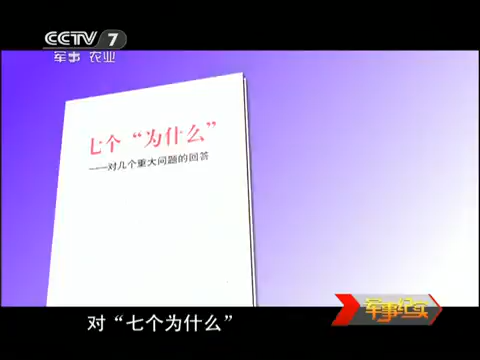 CCTV 7
军事 农业
七个“为什么”
——对几个重大问题的回答
军事纪实
对“七个为什么”